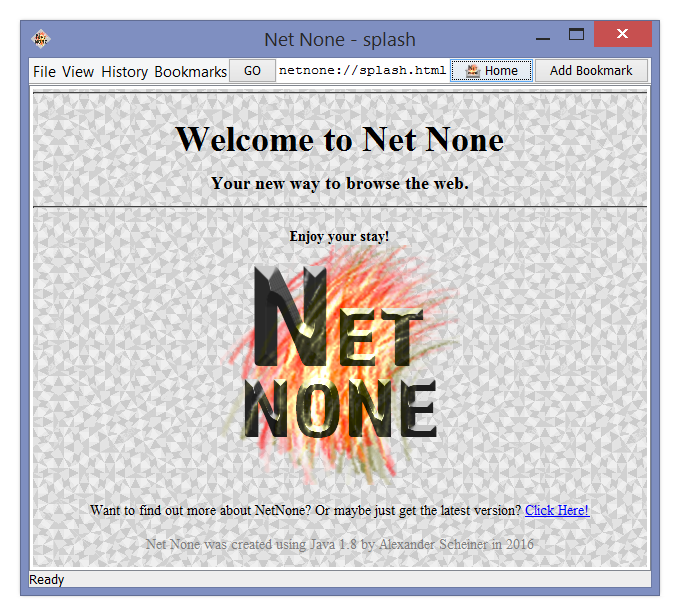 Net None - splash
File View History Bookmarks GO netnone://splash.html Home Add Bookmark
Welcome to Net None
Your new way to browse the web.
Enjoy your stay!
NET
NONE
Want to find out more about NetNone? Or maybe just get the latest version? Click Here!
Net None was created using Java 1.8 by Alexander Scheiner in 2016
Ready